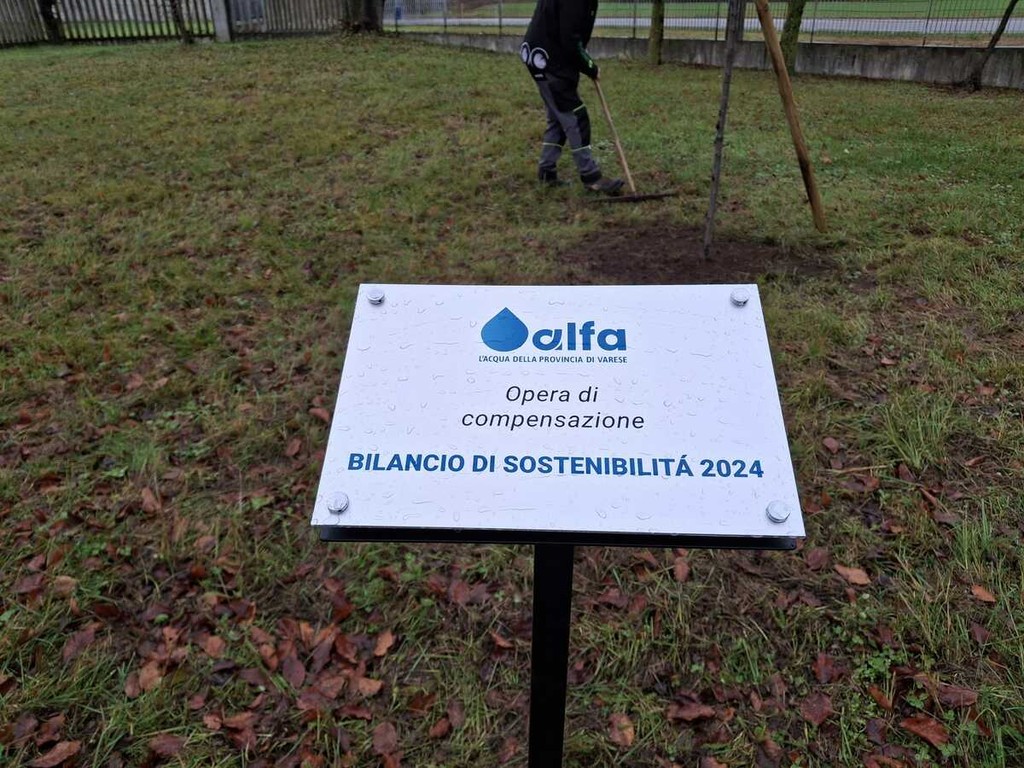 alfa
L'ACQUA DELLA PROVINCIA DI VARESE
Opera di
compensazione
BILANCIO DI SOSTENIBILITÁ 2024